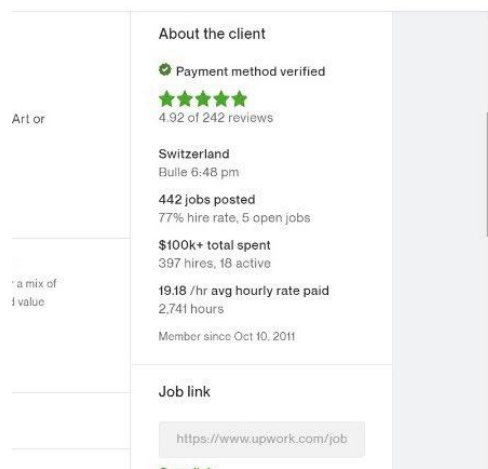 About the client
Payment method verified
4.92 of 242 reviews
Art or
Switzerland
Bulle 6:48 pm
442 jobs posted
77% hire rate, 5 open jobs
$100k+ total spent
397 hires, 18 active
a mix of
value
19.18 /hr avg hourly rate paid
2,741 hours
Member since Oct 10, 2011
Job link
https://www.upwork.com/job